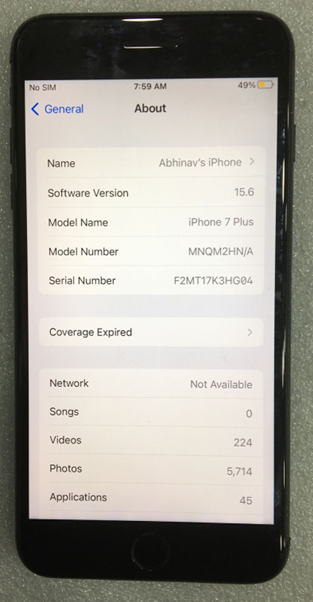 No SIM 7:59 AM 49%
General About
Name Abhinav's iPhone
Software Version 15.6
Model Name iPhone 7 Plus
Model Number MNQM2HN/A
Serial Number F2MT17K3HG04
Coverage Expired
Network Not Available
Songs 0
Videos 224
Photos 5,714
Applications 45